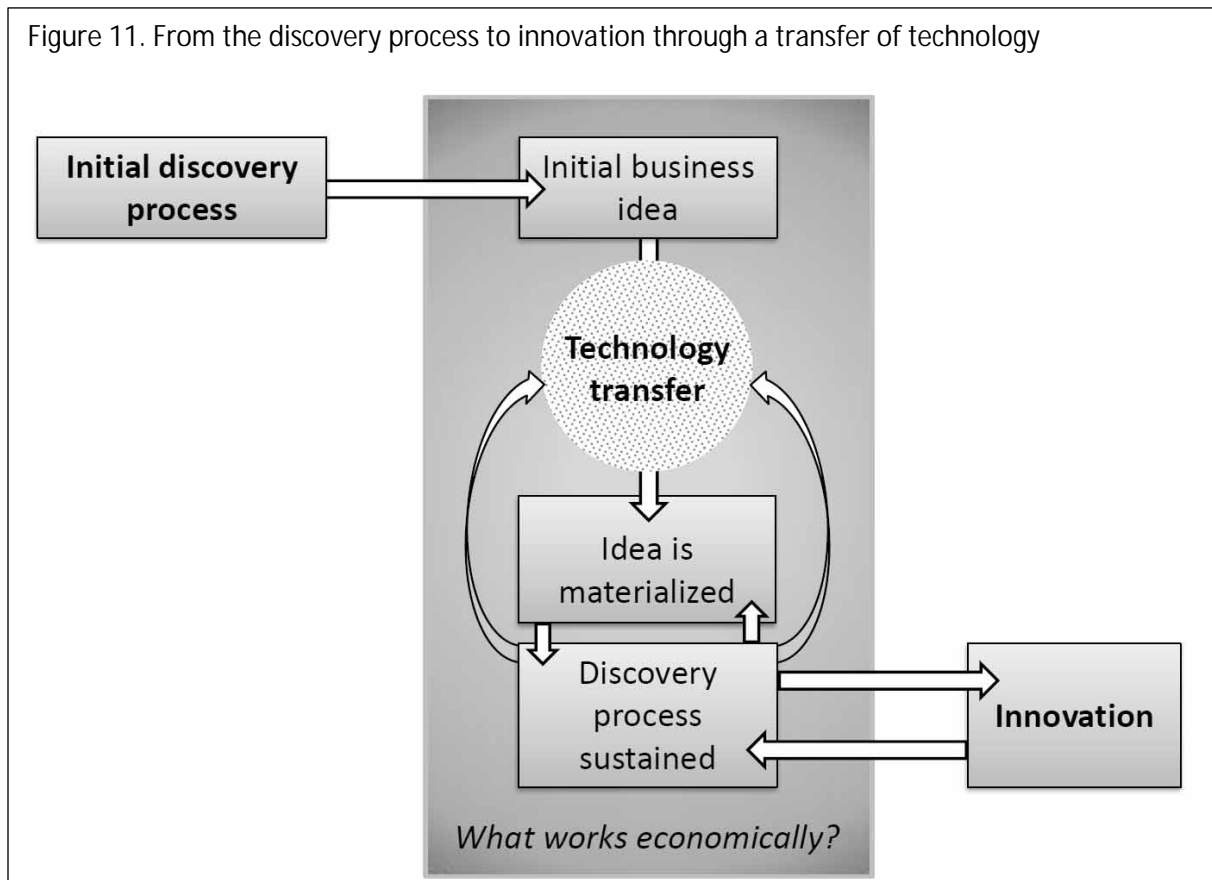 Figure 11. From the discovery process to innovation through a transfer of technology
Initial discovery
process
Initial business
idea
Technology
transfer
Idea is
materialized
Discovery
process
sustained
Innovation
What works economically?